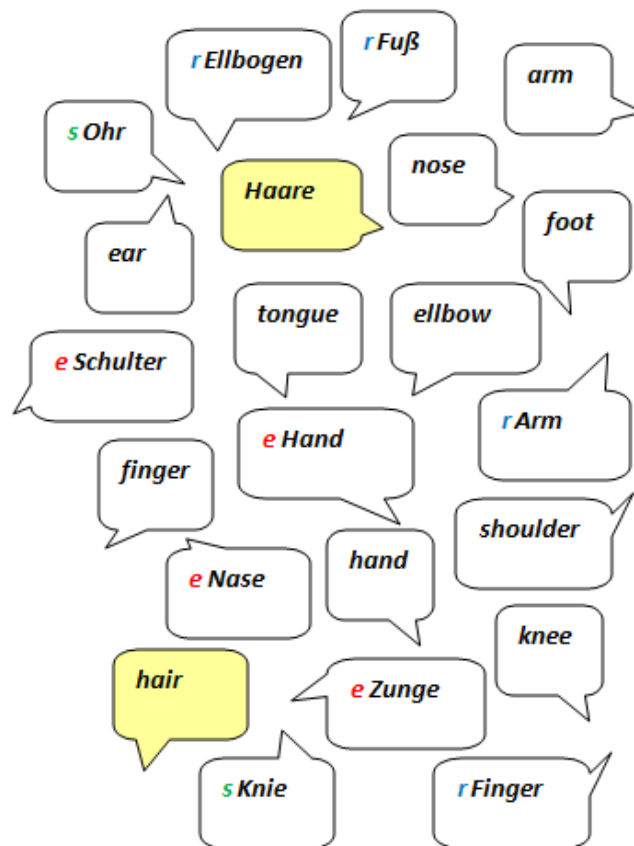 r Ellbogen
r Fuß
arm
s Ohr
nose
Haare
foot
ear
tongue
ellbow
e Schulter
r Arm
e Hand
finger
shoulder
hand
e Nase
knee
hair
e Zunge
s Knie
r Finger